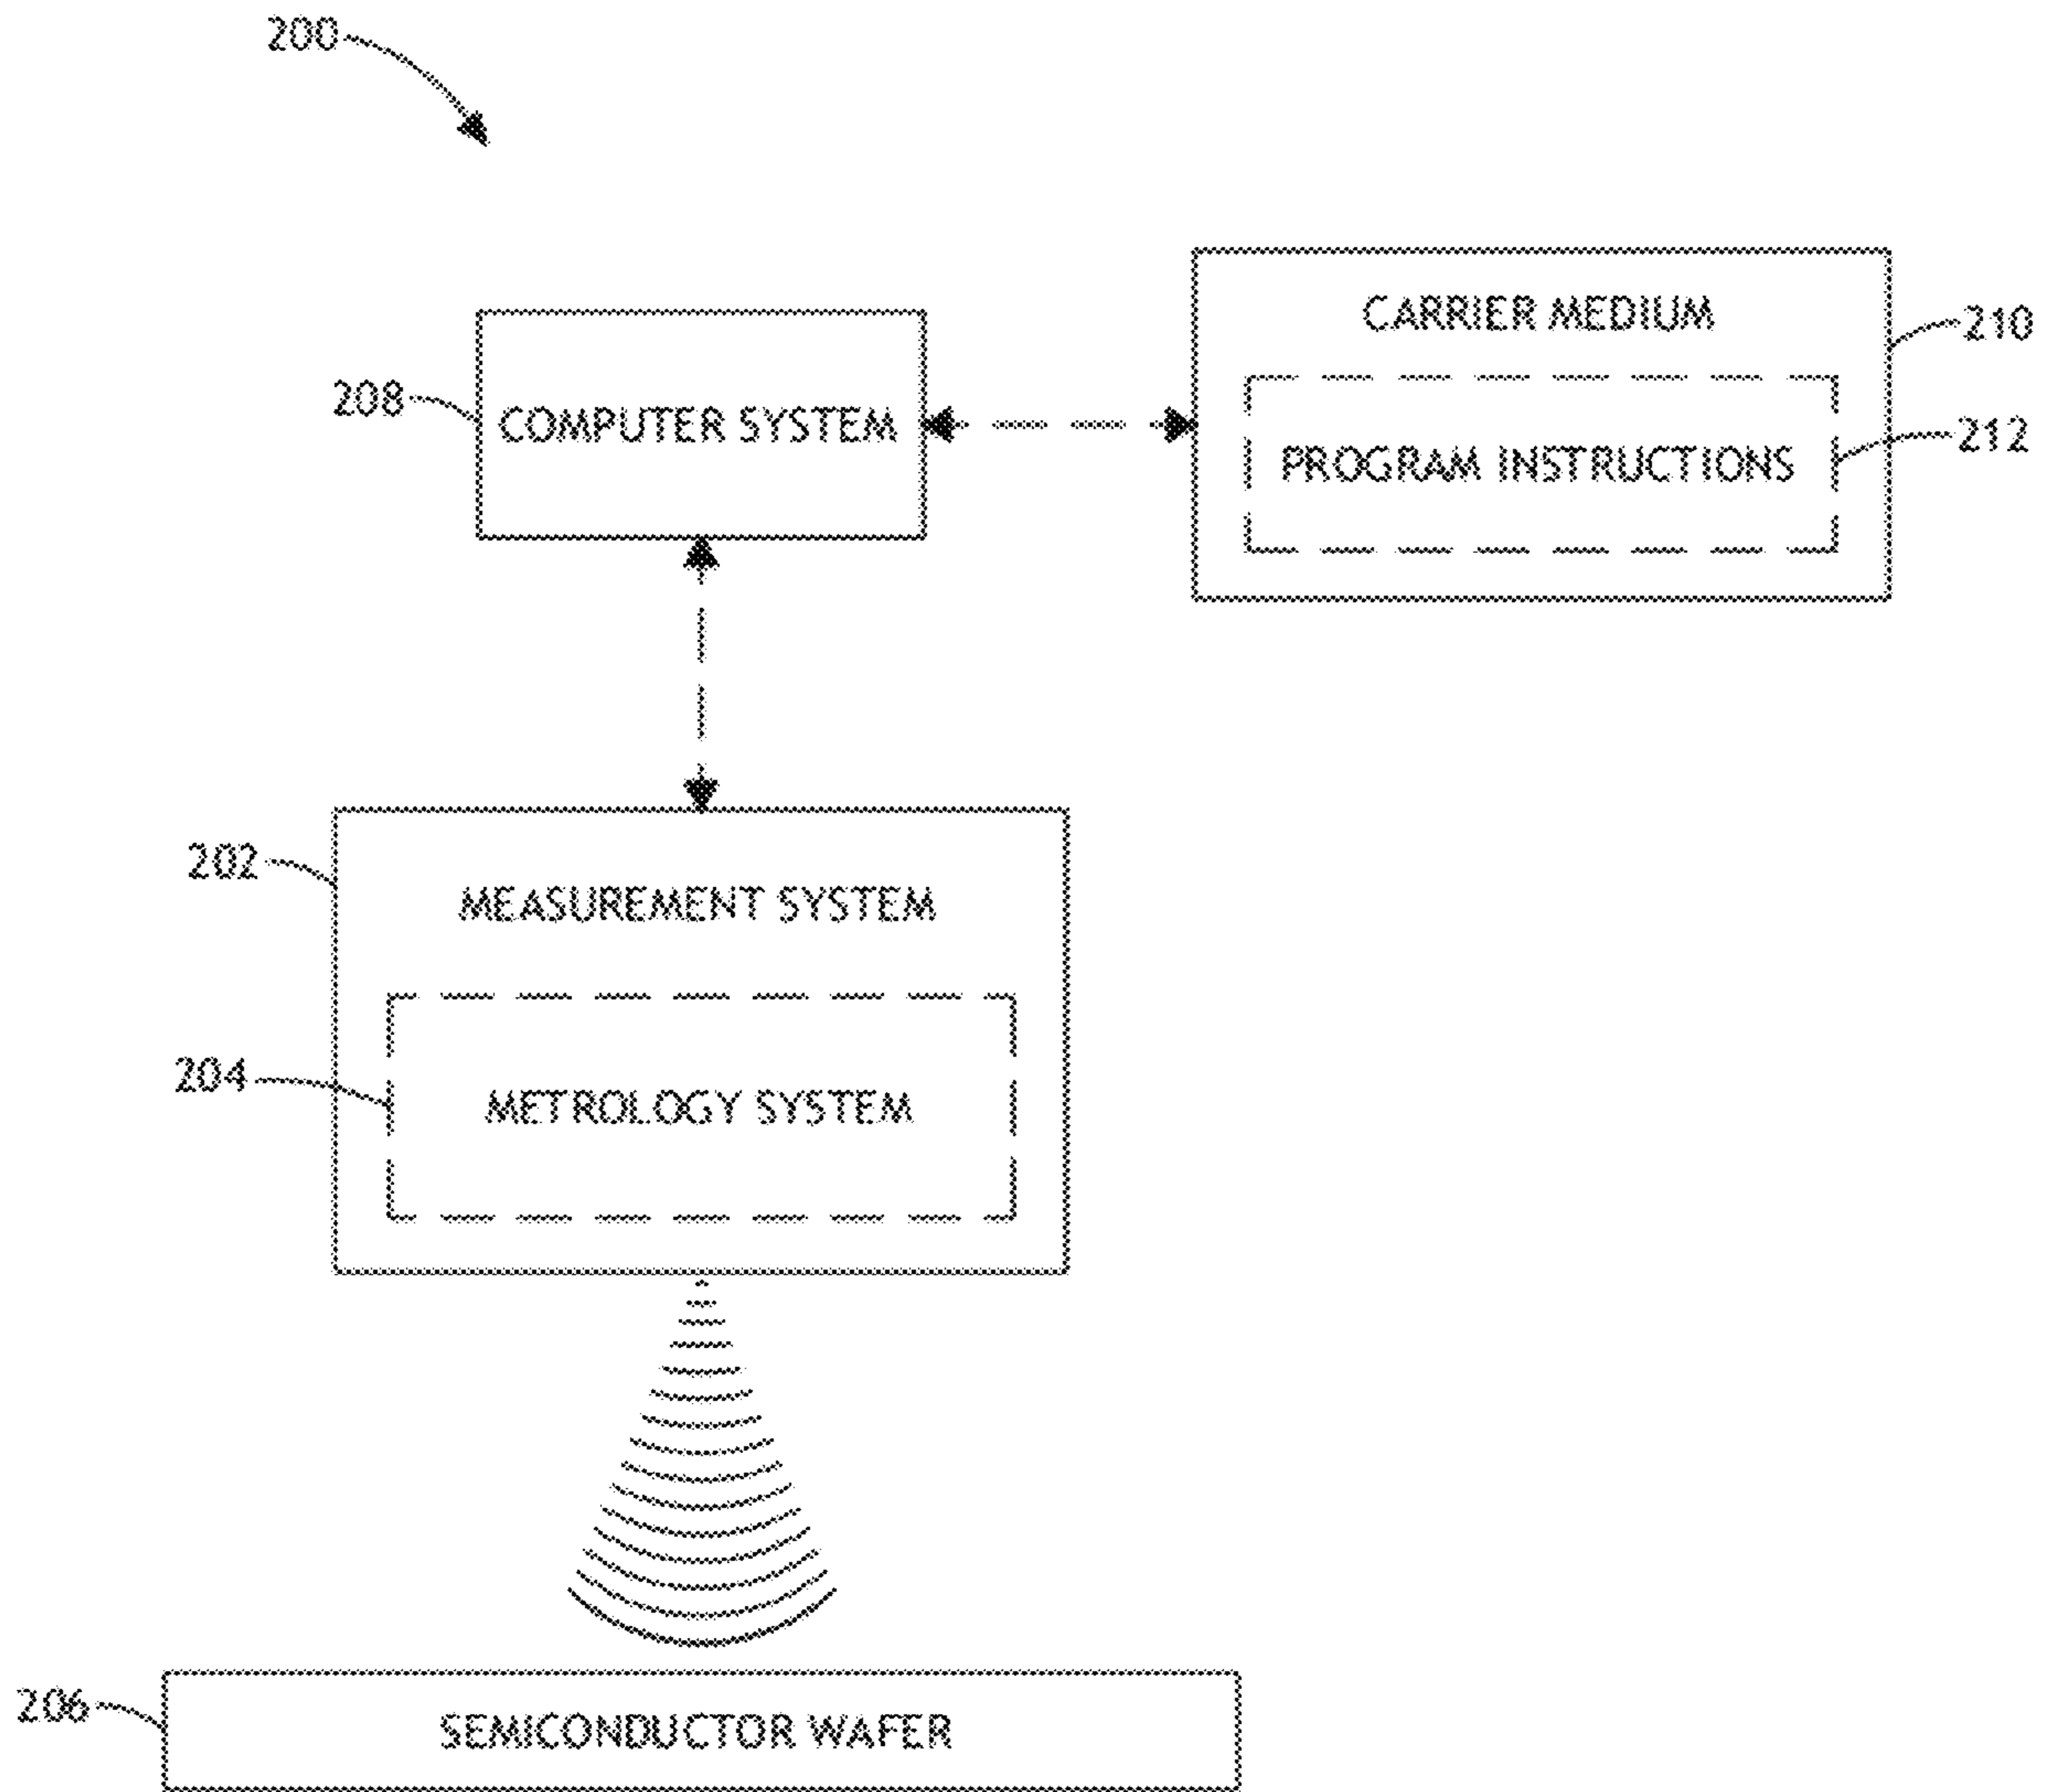 200
CARRIER MEDIUM
210
208
COMPUTER SYSTEM
212
PROGRAM INSTRUCTIONS
202
MEASUREMENT SYSTEM
204
METROLOGY SYSTEM
206
SEMICONDUCTOR WAFER